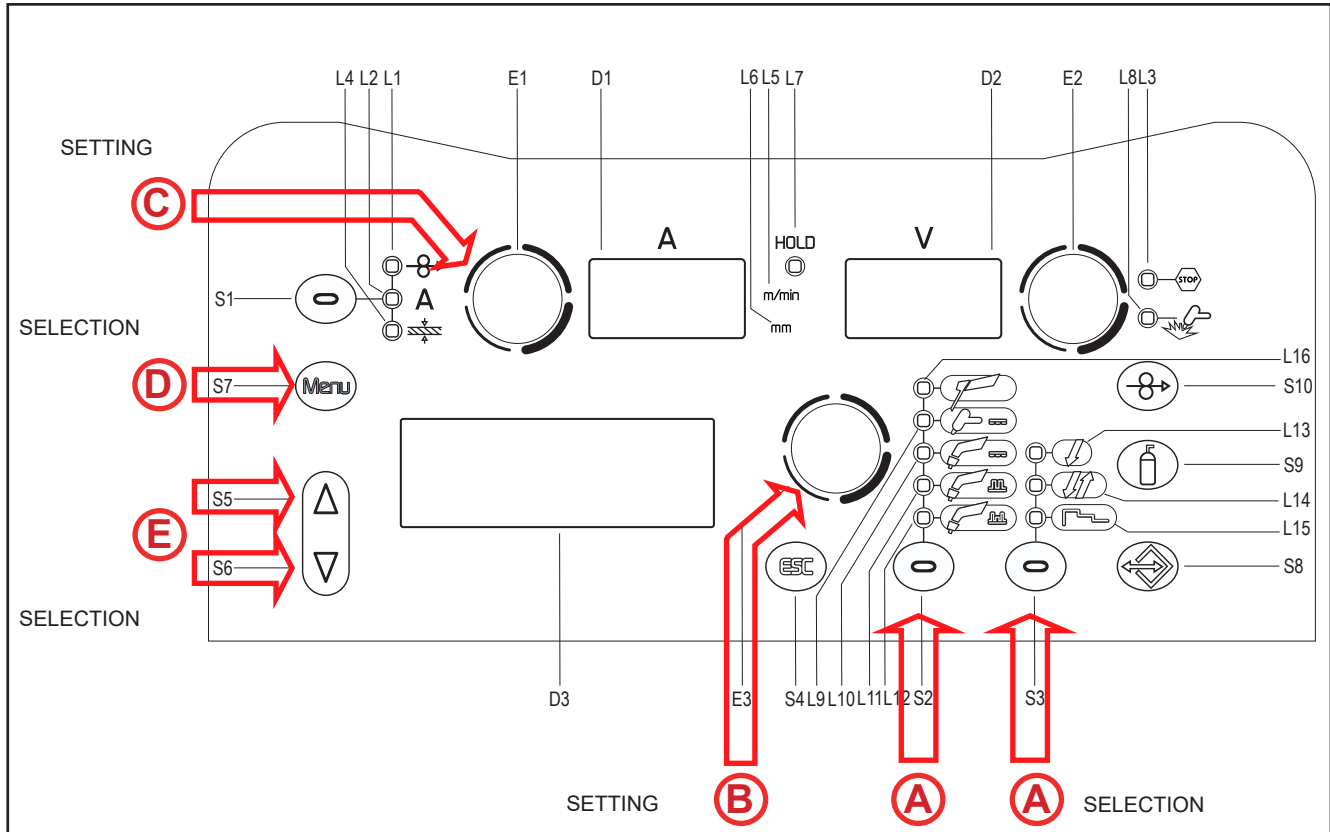 L4 L2 L1 E1 D1 L6 L5 L7 D2 E2 L8L3
SETTING
C
A HOLD V
STOP
S1 A m/min
mm
SELECTION
L16
D S7 Menu S10
L13
S5 S9
E L14
L15
S6 ESC S8
SELECTION
D3 E3 S4 L9 L10 L11 L12 S2 S3
SETTING B A A SELECTION